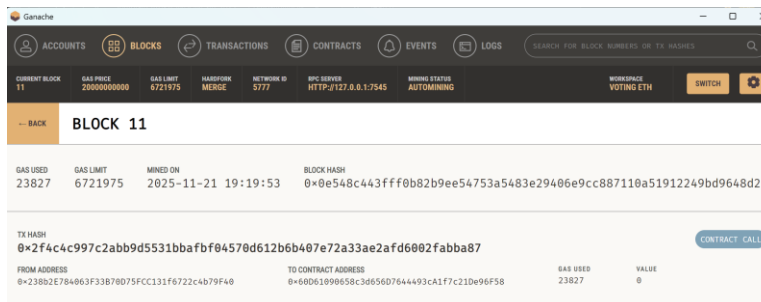 Ganache
ACCOUNTS BLOCKS TRANSACTIONS CONTRACTS EVENTS LOGS SEARCH FOR BLOCK NUMBERS OR TX HASHES
CURRENT BLOCK GAS PRICE GAS LIMIT HARDFORK NETWORK ID RPC SERVER MINING STATUS WORKSPACE
11 20000000000 6721975 MERGE 5777 HTTP://127.0.0.1:7545 AUTOMINING VOTING ETH SWITCH
← BACK BLOCK 11
GAS USED GAS LIMIT MINED ON BLOCK HASH
23827 6721975 2025-11-21 19:19:53 0×0e548c443fff0b82b9ee54753a5483e29406e9cc887110a51912249bd9648d2
TX HASH
0×2f4c4c997c2abb9d5531bbafbf04570d612b6b407e72a33ae2afd6002fabba87 CONTRACT CALL
FROM ADDRESS TO CONTRACT ADDRESS GAS USED VALUE
0×238b2E784063F33B70D75FCC131f6722c4b79F40 0×60D61090658c3d656D7644493cA1f7c21De96F58 23827 0